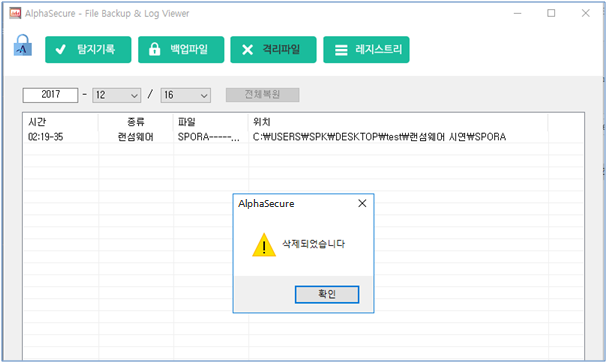 AlphaSecure - File Backup & Log Viewer
탐지기록 백업파일 격리파일 레지스트리
2017 - 12 / 16 전체복원
시간 종류 파일 위치
02:19-35 랜섬웨어 SPORA-----... C:₩USERS₩SPK₩DESKTOP₩test₩랜섬웨어 시연₩SPORA
AlphaSecure
삭제되었습니다
확인